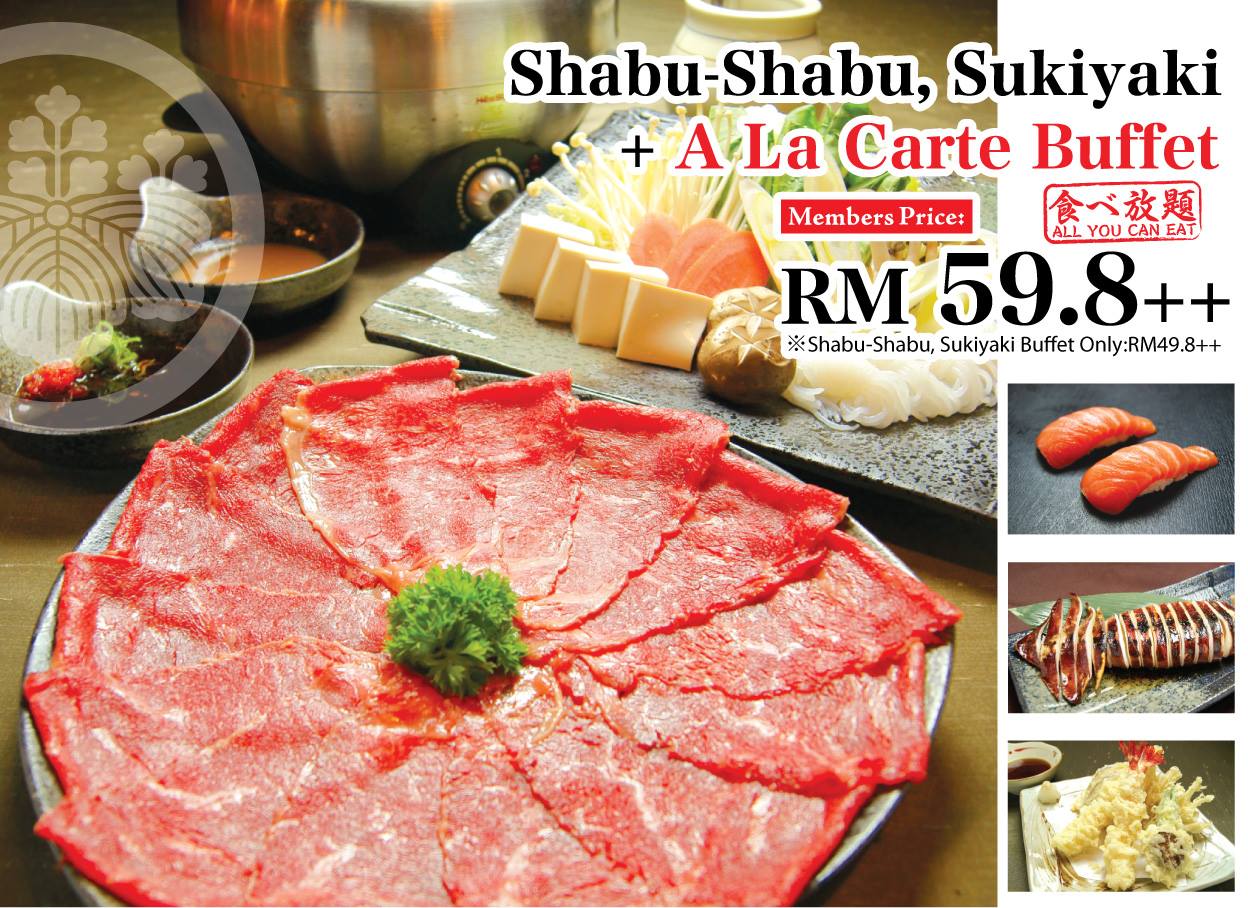 Shabu-Shabu, Sukiyaki
+ A La Carte Buffet
Members Price:
食べ放題
ALL YOU CAN EAT
RM 59.8++
※Shabu-Shabu, Sukiyaki Buffet Only:RM49.8++